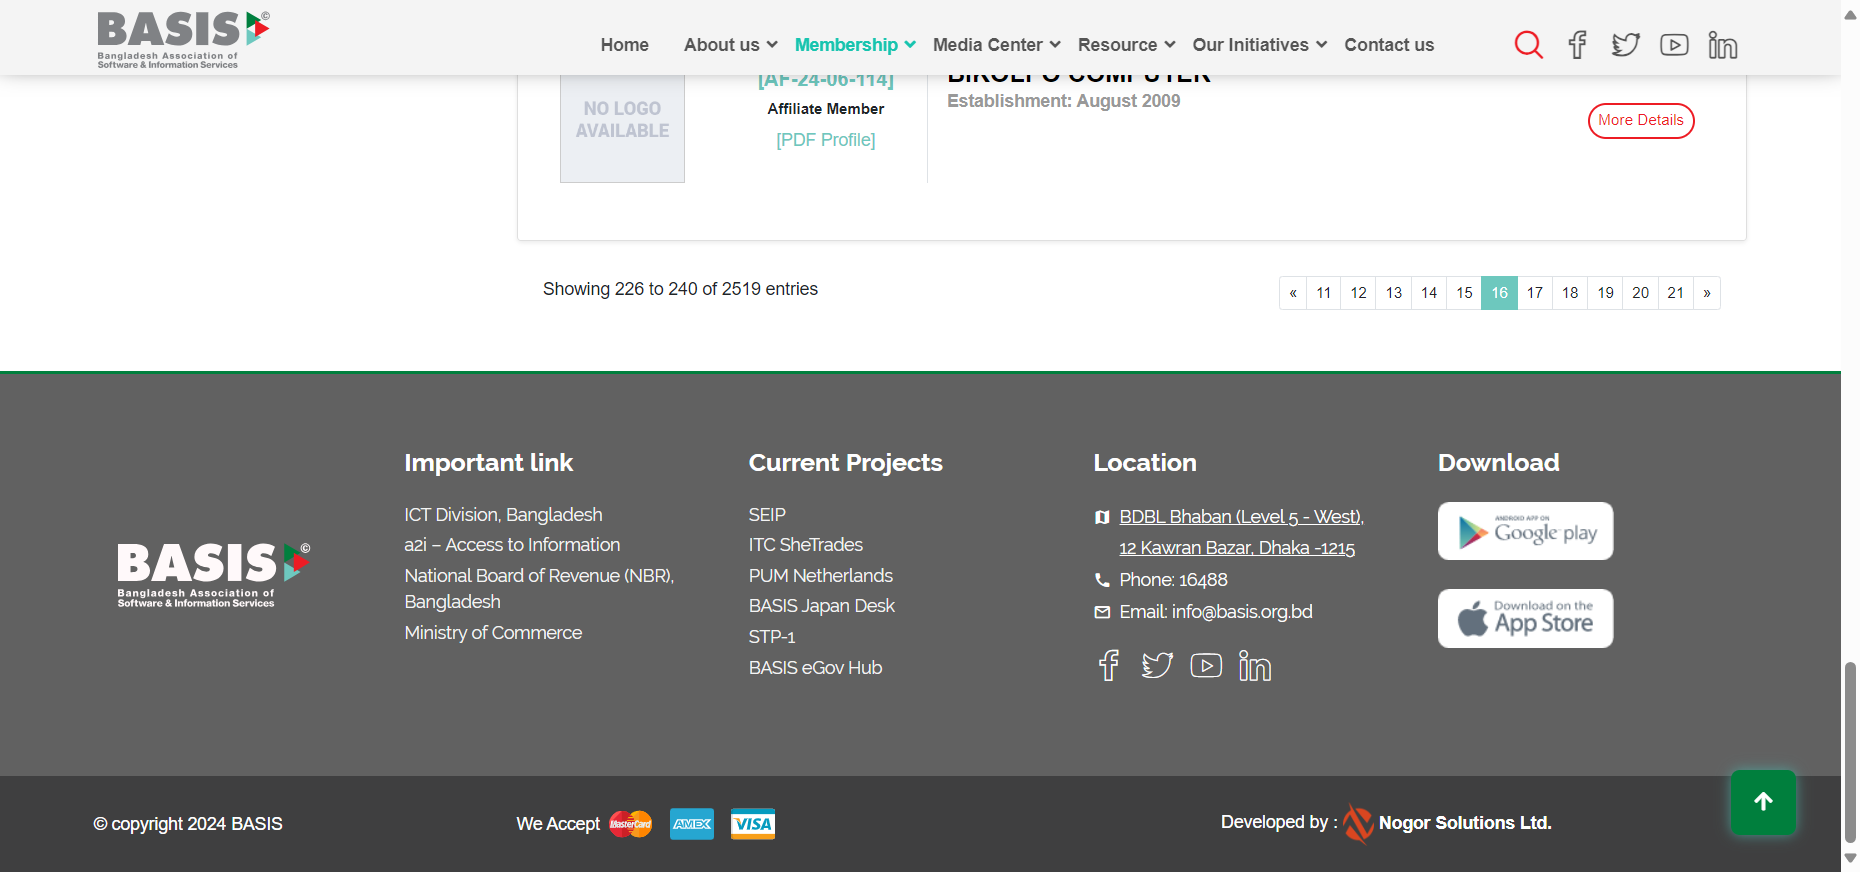 BASIS ©
Bangladesh Association of
Software & Information Services
Home About us Membership Media Center Resource Our Initiatives Contact us
[AF-24-06-114]
Affiliate Member
[PDF Profile]
NO LOGO
AVAILABLE
BIKOLPO COMPUTER
Establishment: August 2009
More Details
Showing 226 to 240 of 2519 entries
« 11 12 13 14 15 16 17 18 19 20 21 »
BASIS ©
Bangladesh Association of
Software & Information Services
Important link
ICT Division, Bangladesh
a2i – Access to Information
National Board of Revenue (NBR),
Bangladesh
Ministry of Commerce
Current Projects
SEIP
ITC SheTrades
PUM Netherlands
BASIS Japan Desk
STP-1
BASIS eGov Hub
Location
BDBL Bhaban (Level 5 - West),
12 Kawran Bazar, Dhaka -1215
Phone: 16488
Email: info@basis.org.bd
Download
ANDROID APP ON
Google play
Download on the
App Store
© copyright 2024 BASIS
We Accept MasterCard AMEX VISA
Developed by : Nogor Solutions Ltd.